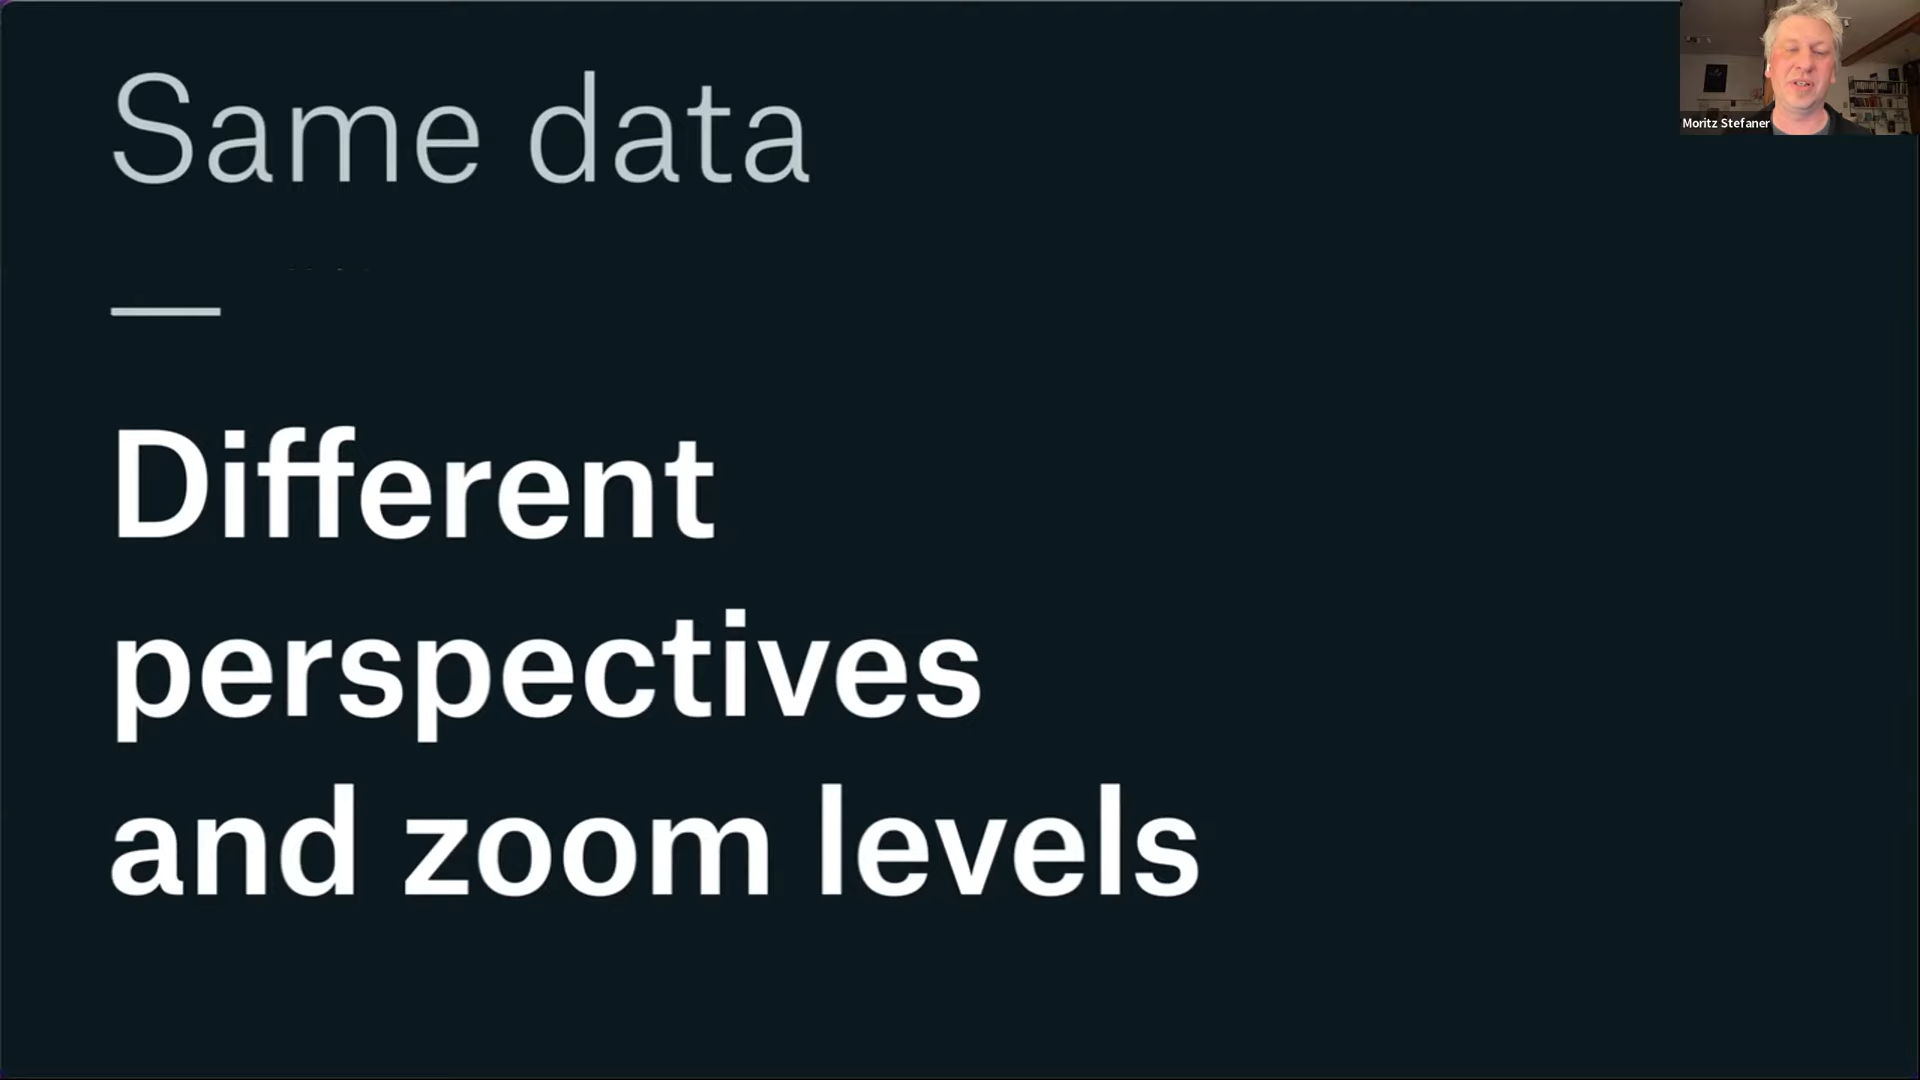 Same data
Different
perspectives
and zoom levels
Moritz Stefaner